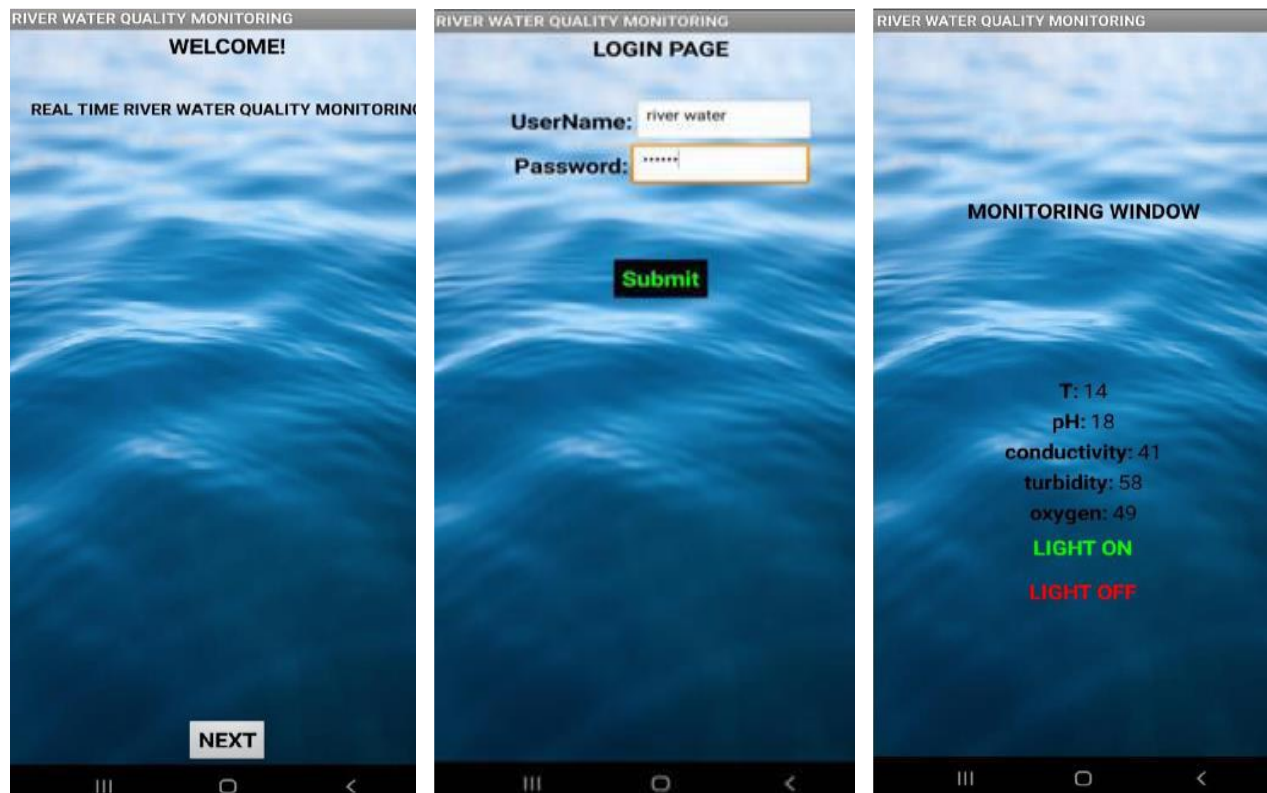 RIVER WATER QUALITY MONITORING
WELCOME!
REAL TIME RIVER WATER QUALITY MONITORING
NEXT
RIVER WATER QUALITY MONITORING
LOGIN PAGE
UserName: river water
Password: ••••••
Submit
RIVER WATER QUALITY MONITORING
MONITORING WINDOW
T: 14
pH: 18
conductivity: 41
turbidity: 58
oxygen: 49
LIGHT ON
LIGHT OFF